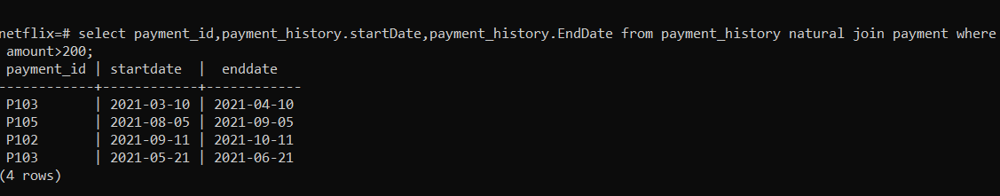 netflix=# select payment_id,payment_history.startDate,payment_history.EndDate from payment_history natural join payment where
 amount>200;
 payment_id | startdate  |  enddate
------------+------------+------------
 P103       | 2021-03-10 | 2021-04-10
 P105       | 2021-08-05 | 2021-09-05
 P102       | 2021-09-11 | 2021-10-11
 P103       | 2021-05-21 | 2021-06-21
(4 rows)